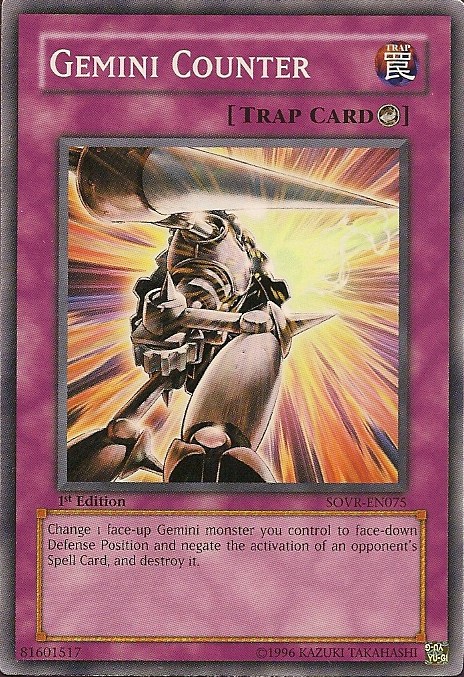 GEMINI COUNTER
TRAP
罠
[TRAP CARD]
1st Edition
SOVR-EN075
Change 1 face-up Gemini monster you control to face-down
Defense Position and negate the activation of an opponent's
Spell Card, and destroy it.
81601517
©1996 KAZUKI TAKAHASHI